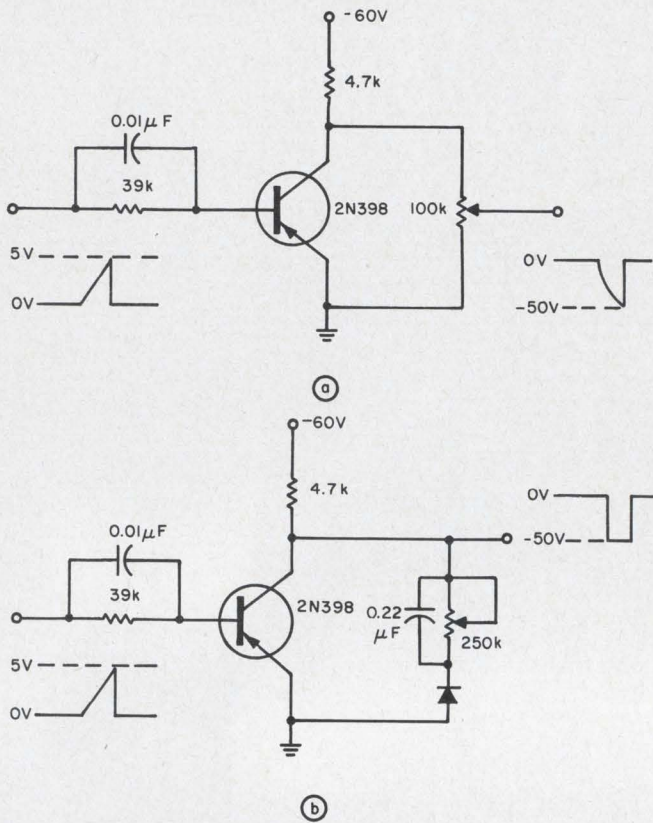 -60V
4.7k
0.01μF
39k
2N398
100k
5V
0V
0V
-50V
a
-60V
4.7k
0V
-50V
0.01μF
39k
2N398
0.22
μF
250k
5V
0V
b